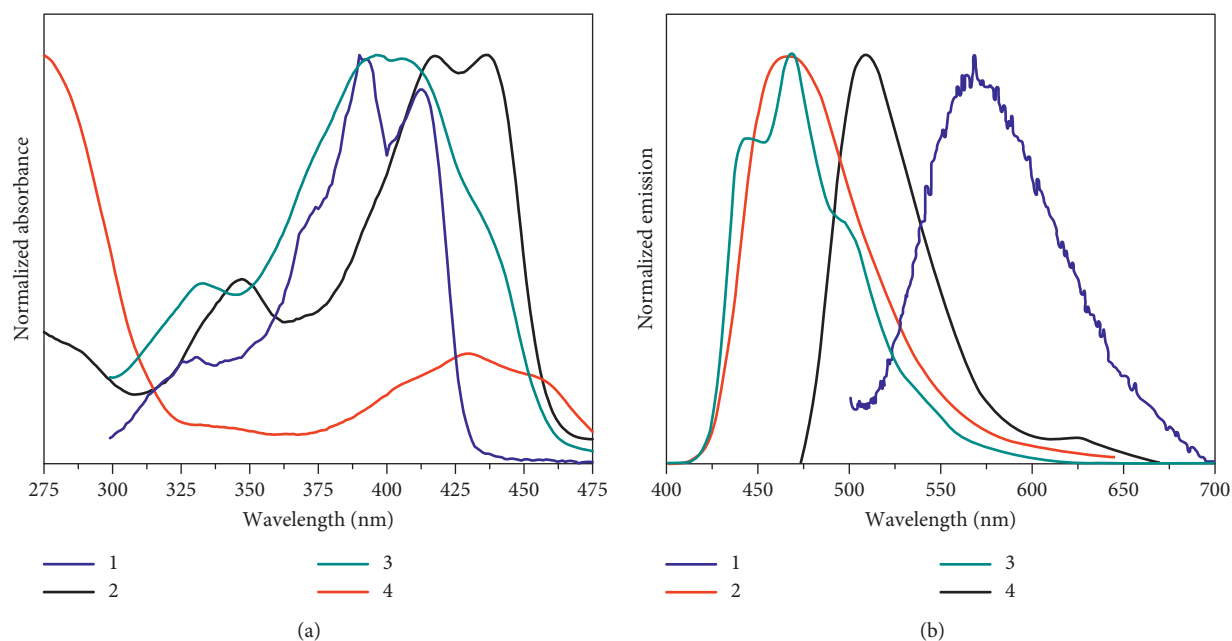 Normalized absorbance
275 300 325 350 375 400 425 450 475
Wavelength (nm)
1 3
2 4
(a)
Normalized emission
400 450 500 550 600 650 700
Wavelength (nm)
1 3
2 4
(b)